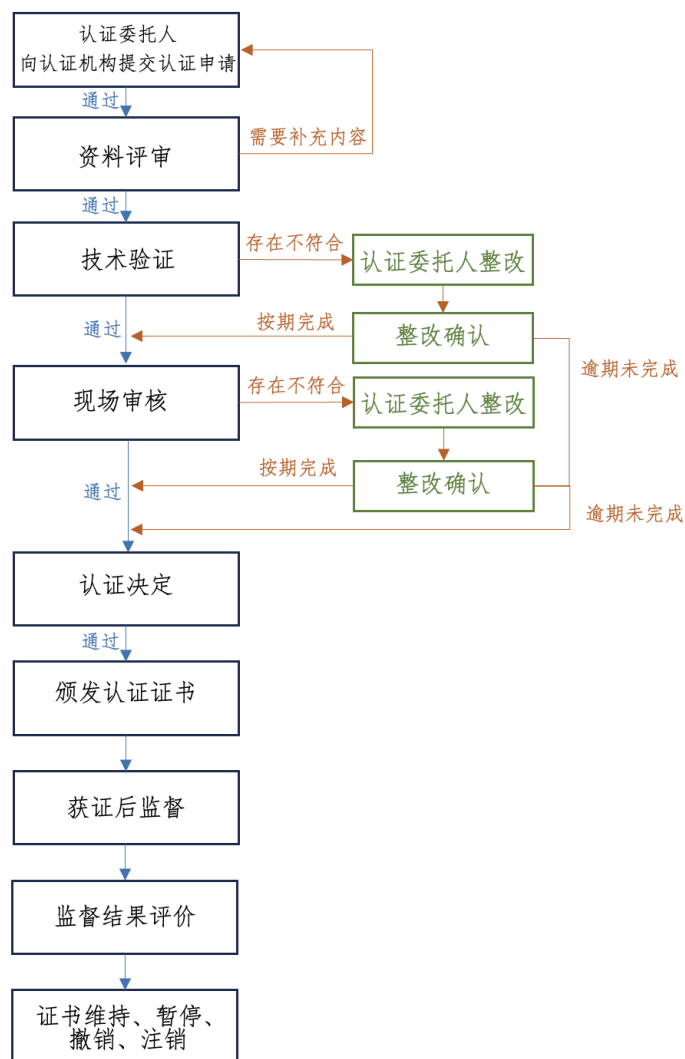 认证委托人
向认证机构提交认证申请
通过
需要补充内容
资料评审
通过
存在不符合
技术验证
认证委托人整改
按期完成
通过
整改确认
逾期未完成
存在不符合
现场审核
认证委托人整改
按期完成
通过
整改确认
逾期未完成
认证决定
通过
颁发认证证书
获证后监督
监督结果评价
证书维持、暂停、
撤销、注销